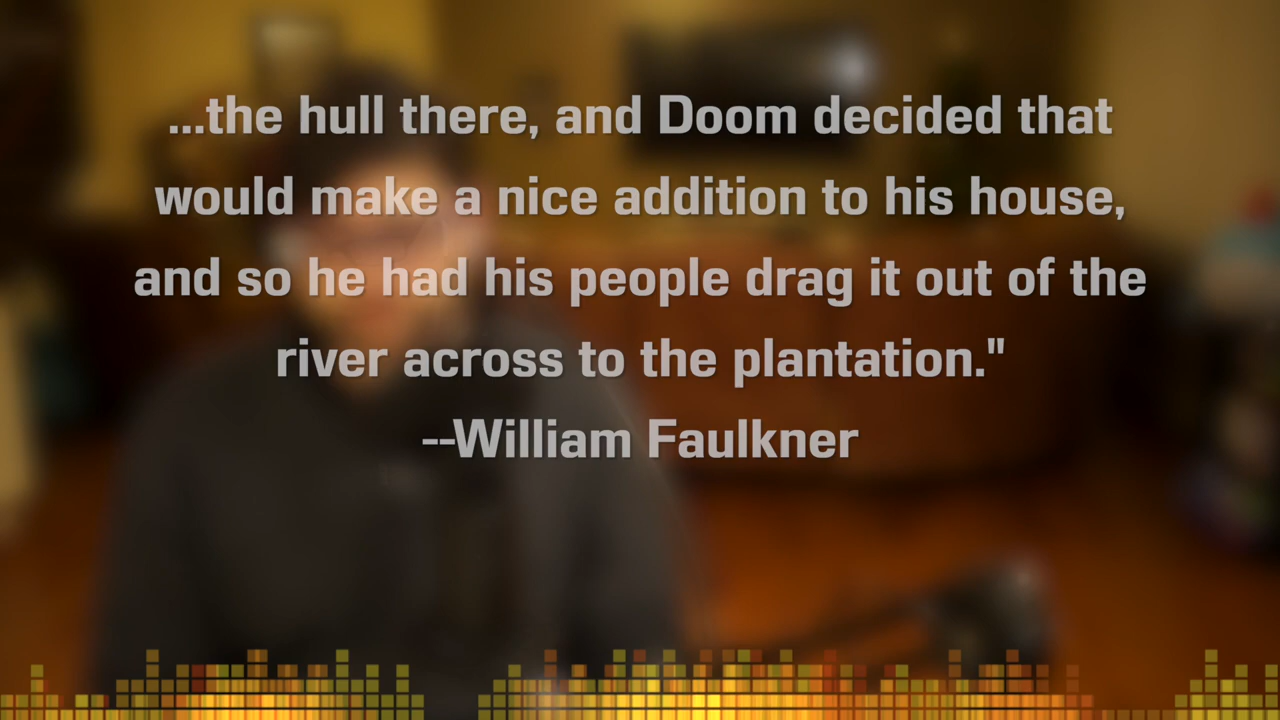 ...the hull there, and Doom decided that
would make a nice addition to his house,
and so he had his people drag it out of the
river across to the plantation."
--William Faulkner